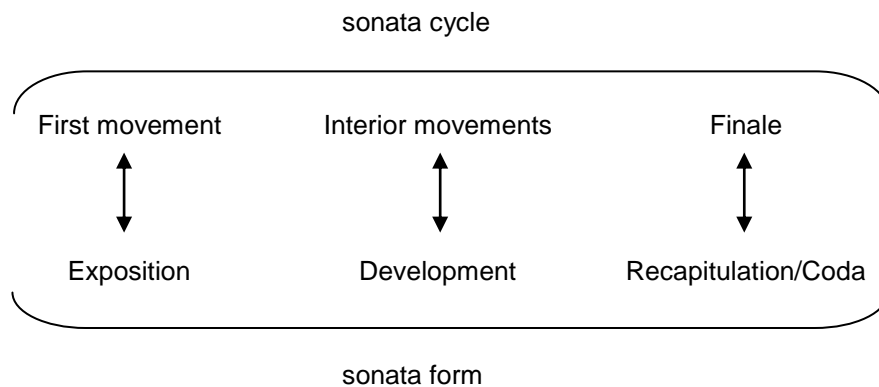 sonata cycle
First movement Interior movements Finale
Exposition Development Recapitulation/Coda
sonata form